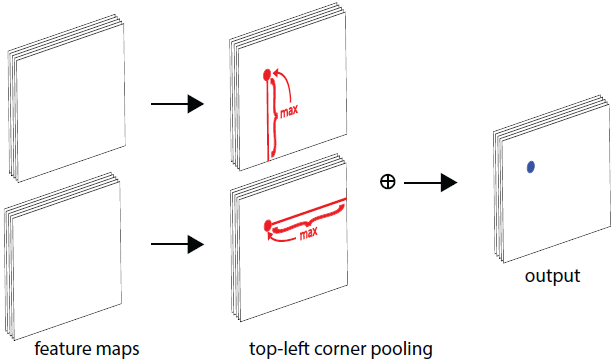 max
max
output
feature maps
top-left corner pooling